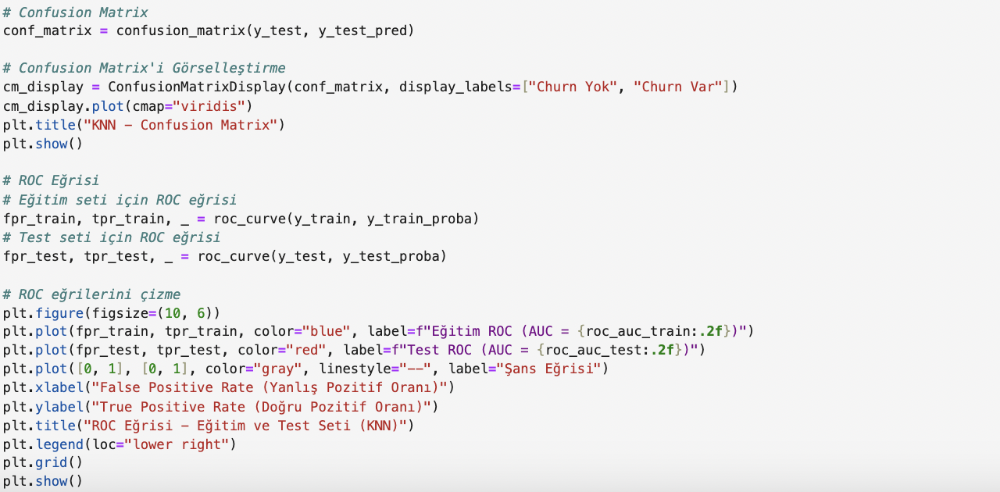 # Confusion Matrix
conf_matrix = confusion_matrix(y_test, y_test_pred)
# Confusion Matrix'i Görselleştirme
cm_display = ConfusionMatrixDisplay(conf_matrix, display_labels=["Churn Yok", "Churn Var"])
cm_display.plot(cmap="viridis")
plt.title("KNN – Confusion Matrix")
plt.show()
# ROC Eğrisi
# Eğitim seti için ROC eğrisi
fpr_train, tpr_train, _ = roc_curve(y_train, y_train_proba)
# Test seti için ROC eğrisi
fpr_test, tpr_test, _ = roc_curve(y_test, y_test_proba)
# ROC eğrilerini çizme
plt.figure(figsize=(10, 6))
plt.plot(fpr_train, tpr_train, color="blue", label=f"Eğitim ROC (AUC = {roc_auc_train:.2f})")
plt.plot(fpr_test, tpr_test, color="red", label=f"Test ROC (AUC = {roc_auc_test:.2f})")
plt.plot([0, 1], [0, 1], color="gray", linestyle="--", label="Şans Eğrisi")
plt.xlabel("False Positive Rate (Yanlış Pozitif Oranı)")
plt.ylabel("True Positive Rate (Doğru Pozitif Oranı)")
plt.title("ROC Eğrisi – Eğitim ve Test Seti (KNN)")
plt.legend(loc="lower right")
plt.grid()
plt.show()